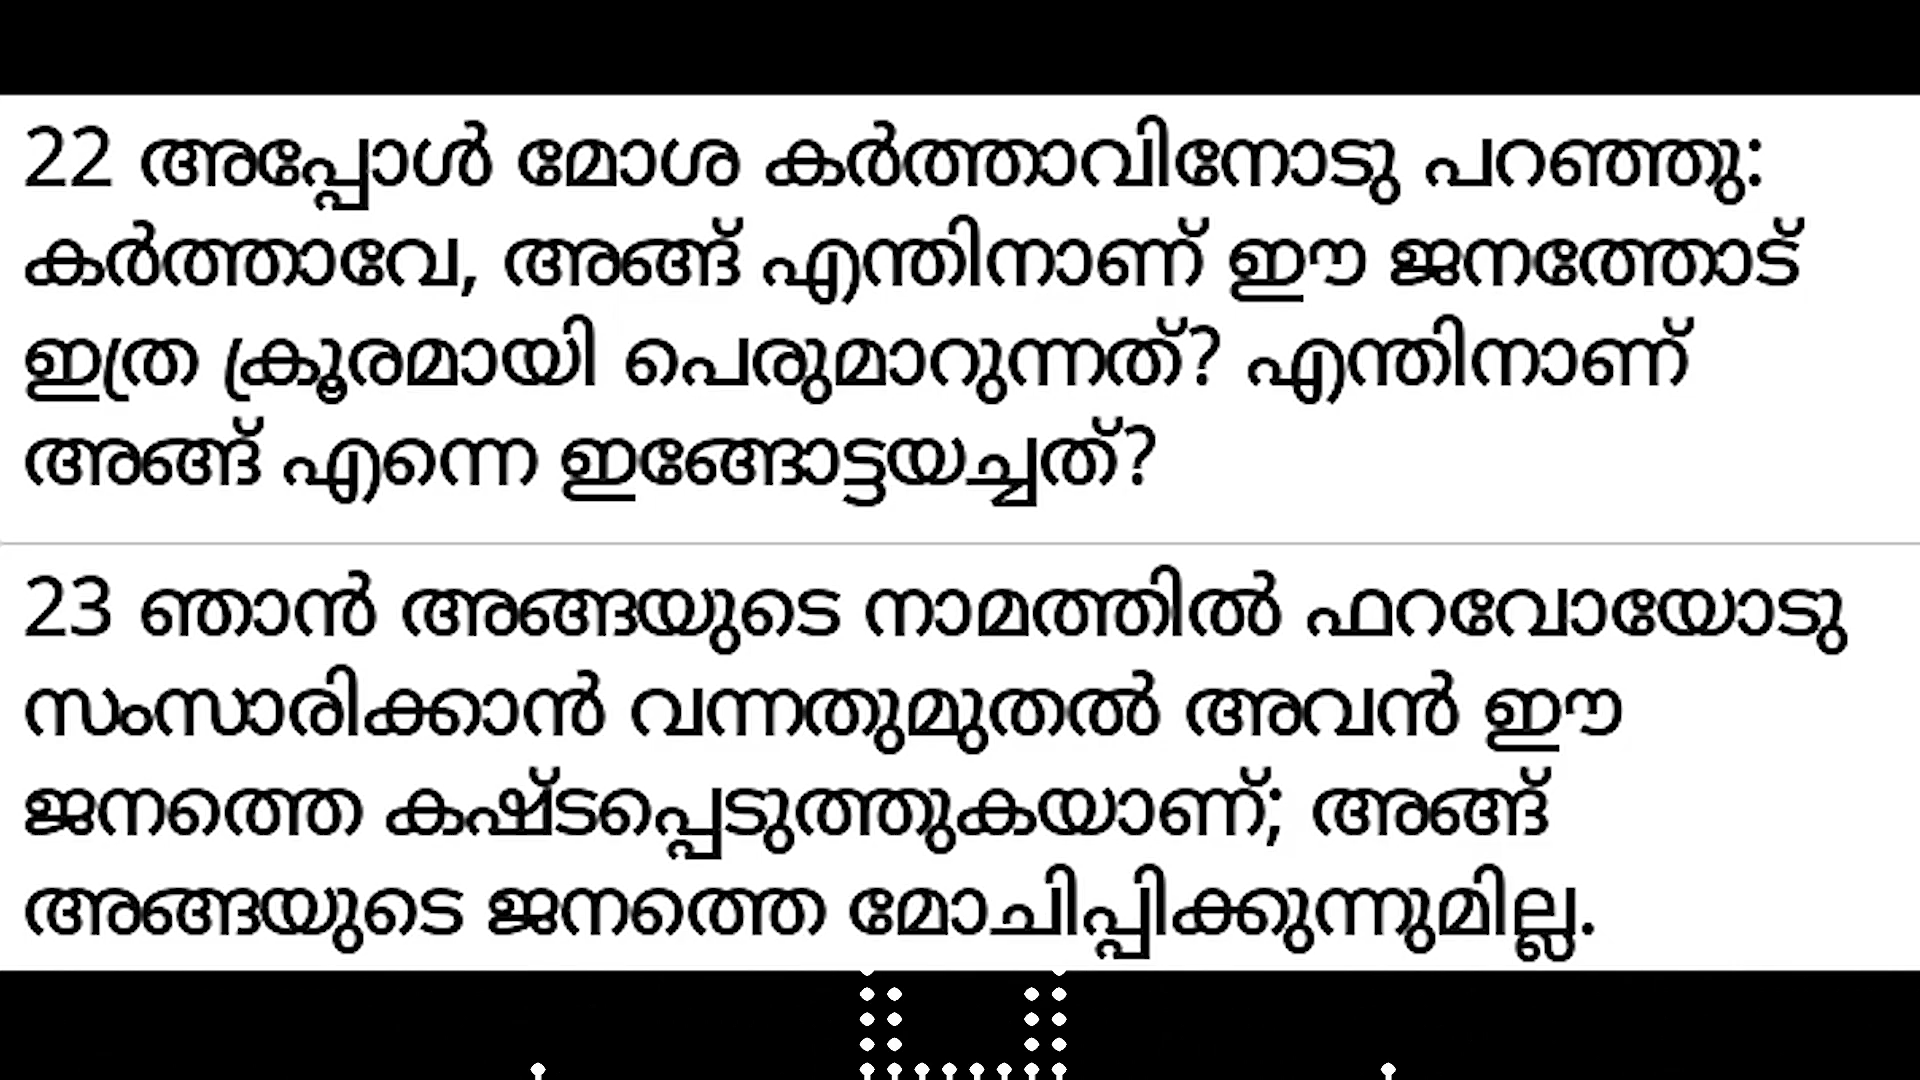 22 അപ്പോൾ മോശ കർത്താവിനോടു പറഞ്ഞു:
കർത്താവേ, അങ്ങ് എന്തിനാണ് ഈ ജനത്തോട്
ഇത്ര ക്രൂരമായി പെരുമാറുന്നത്? എന്തിനാണ്
അങ്ങ് എന്നെ ഇങ്ങോട്ടയച്ചത്?
23 ഞാൻ അങ്ങയുടെ നാമത്തിൽ ഫറവോയോടു
സംസാരിക്കാൻ വന്നതുമുതൽ അവൻ ഈ
ജനത്തെ കഷ്ടപ്പെടുത്തുകയാണ്; അങ്ങ്
അങ്ങയുടെ ജനത്തെ മോചിപ്പിക്കുന്നുമില്ല.